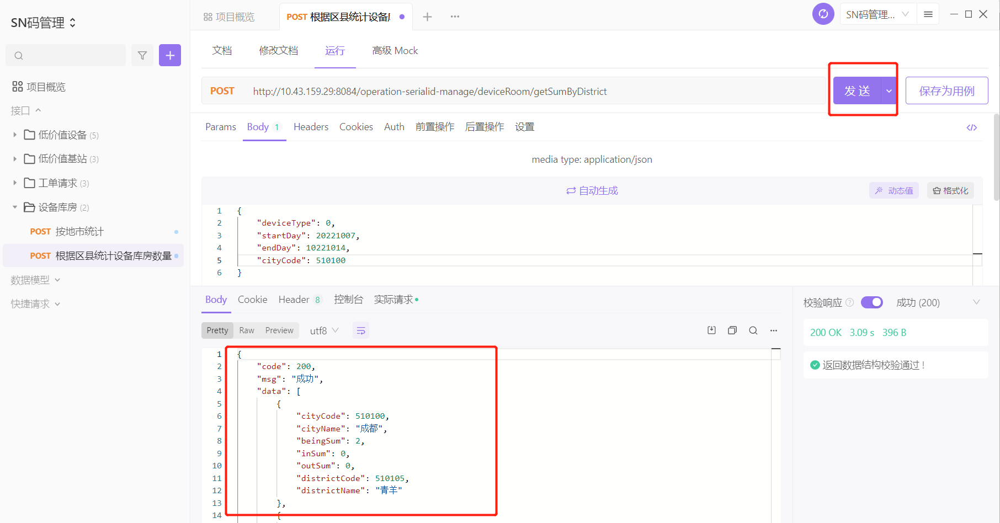 SN码管理
项目概览
接口
低价值设备 (5)
低价值基站 (3)
工单请求 (3)
设备库房 (2)
POST 按地市统计
POST 根据区县统计设备库房数量
数据模型
快捷请求
项目概览
POST 根据区县统计设备
SN码管理...
文档 修改文档 运行 高级 Mock
POST http://10.43.159.29:8084/operation-serialid-manage/deviceRoom/getSumByDistrict
发 送
保存为用例
Params Body 1 Headers Cookies Auth 前置操作 后置操作 设置
media type: application/json
自动生成
动态值
格式化
1 {
2 "deviceType": 0,
3 "startDay": 20221007,
4 "endDay": 10221014,
5 "cityCode": 510100
6 }
Body Cookie Header 8 控制台 实际请求
Pretty Raw Preview utf8
1 {
2 "code": 200,
3 "msg": "成功",
4 "data": [
5 {
6 "cityCode": 510100,
7 "cityName": "成都",
8 "beingSum": 2,
9 "inSum": 0,
10 "outSum": 0,
11 "districtCode": 510105,
12 "districtName": "青羊"
13 },
14 {
校验响应 ? 成功 (200)
200 OK 3.09 s 396 B
返回数据结构校验通过！